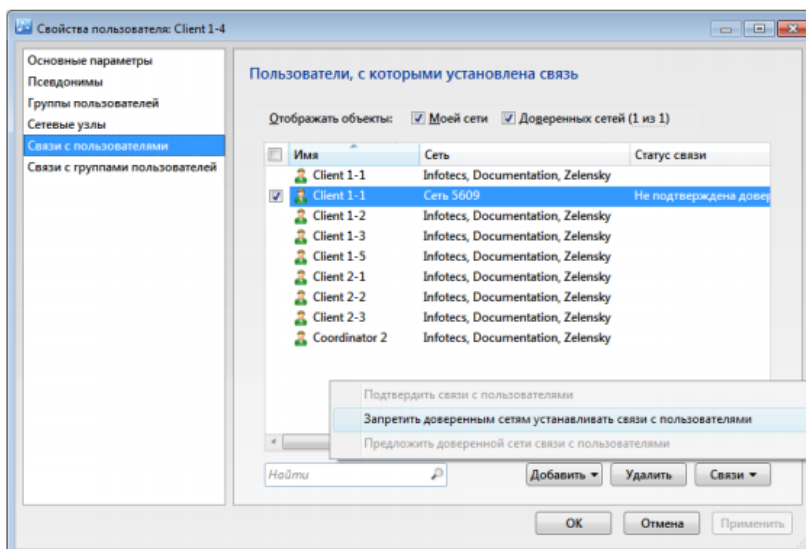 Свойства пользователя: Client 1-4
Основные параметры
Псевдонимы
Группы пользователей
Сетевые узлы
Связи с пользователями
Связи с группами пользователей
Пользователи, с которыми установлена связь
Отображать объекты: Моей сети Доверенных сетей (1 из 1)
Имя Сеть Статус связи
Client 1-1 Infotecs, Documentation, Zelensky
Client 1-1 Сеть 5609 Не подтверждена довер
Client 1-2 Infotecs, Documentation, Zelensky
Client 1-3 Infotecs, Documentation, Zelensky
Client 1-5 Infotecs, Documentation, Zelensky
Client 2-1 Infotecs, Documentation, Zelensky
Client 2-2 Infotecs, Documentation, Zelensky
Client 2-3 Infotecs, Documentation, Zelensky
Coordinator 2 Infotecs, Documentation, Zelensky
Подтвердить связи с пользователями
Запретить доверенным сетям устанавливать связи с пользователями
Предложить доверенной сети связи с пользователями
Найти Добавить Удалить Связи
OK Отмена Применить